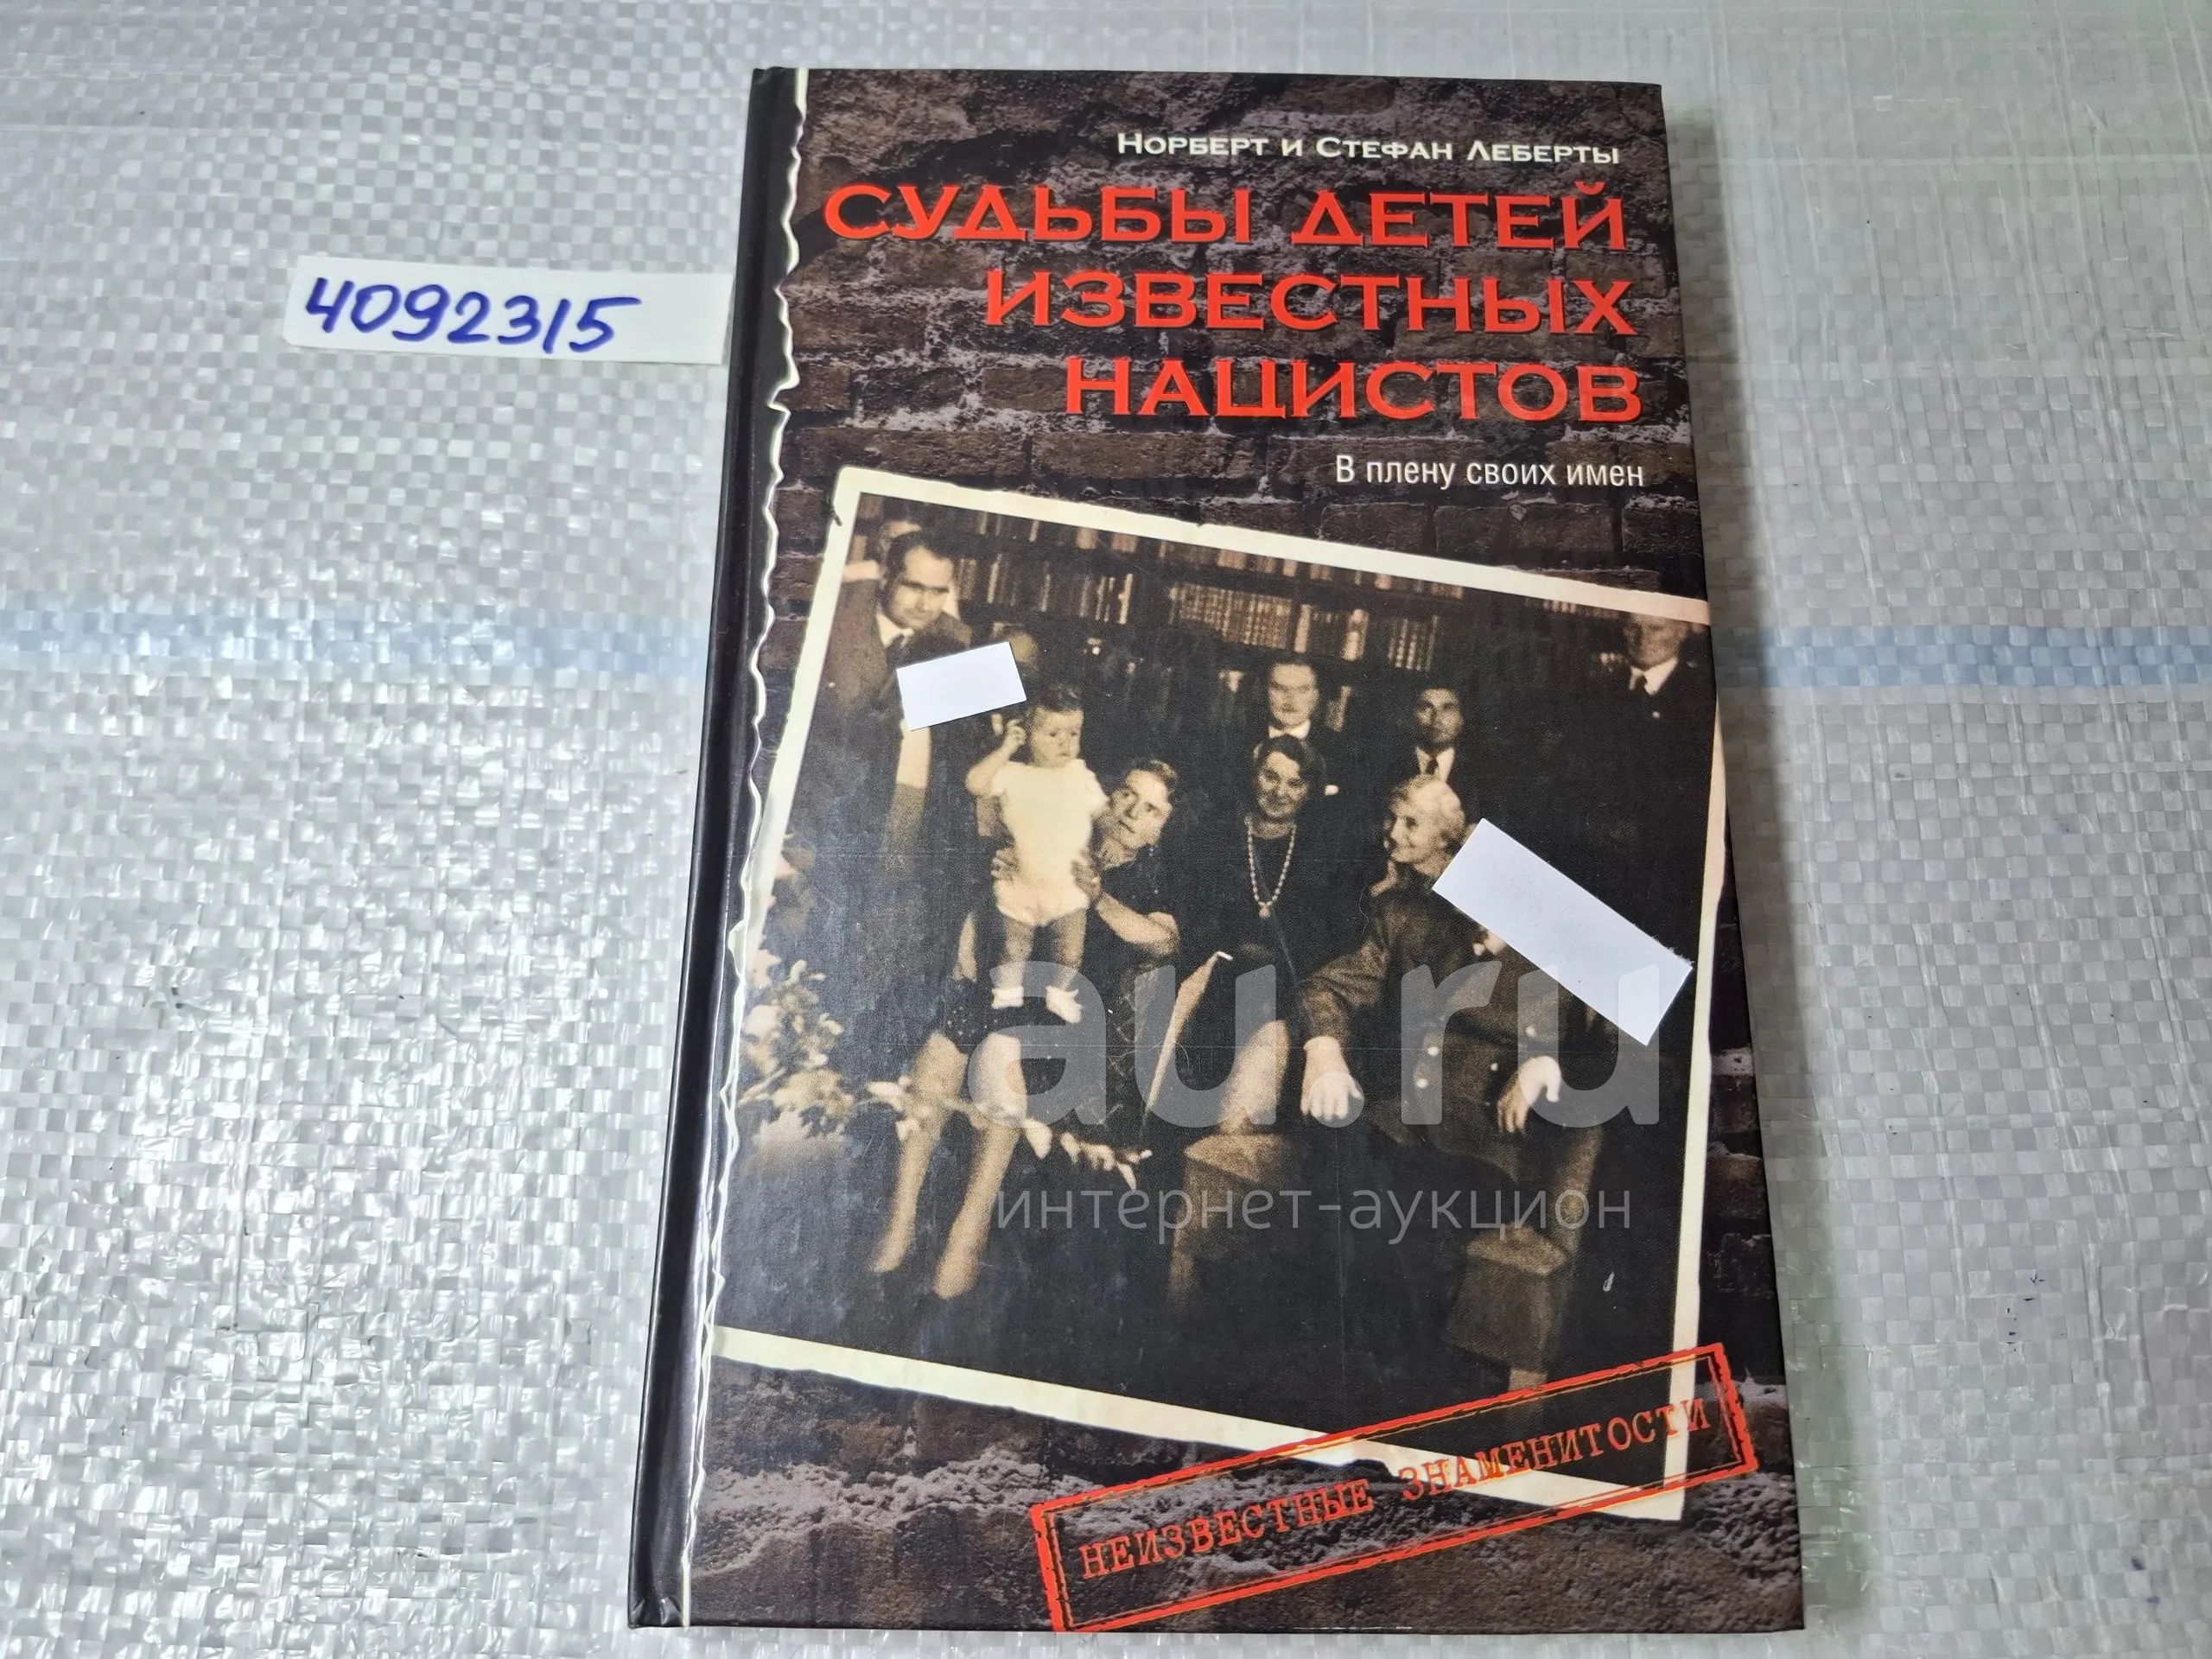 Норберт и Стефан Леберты
СУДЬБЫ ДЕТЕЙ
ИЗВЕСТНЫХ
НАЦИСТОВ
В плену своих имен
4092315
au.ru
интернет-аукцион
НЕИЗВЕСТНЫЕ ЗНАМЕНИТОСТИ